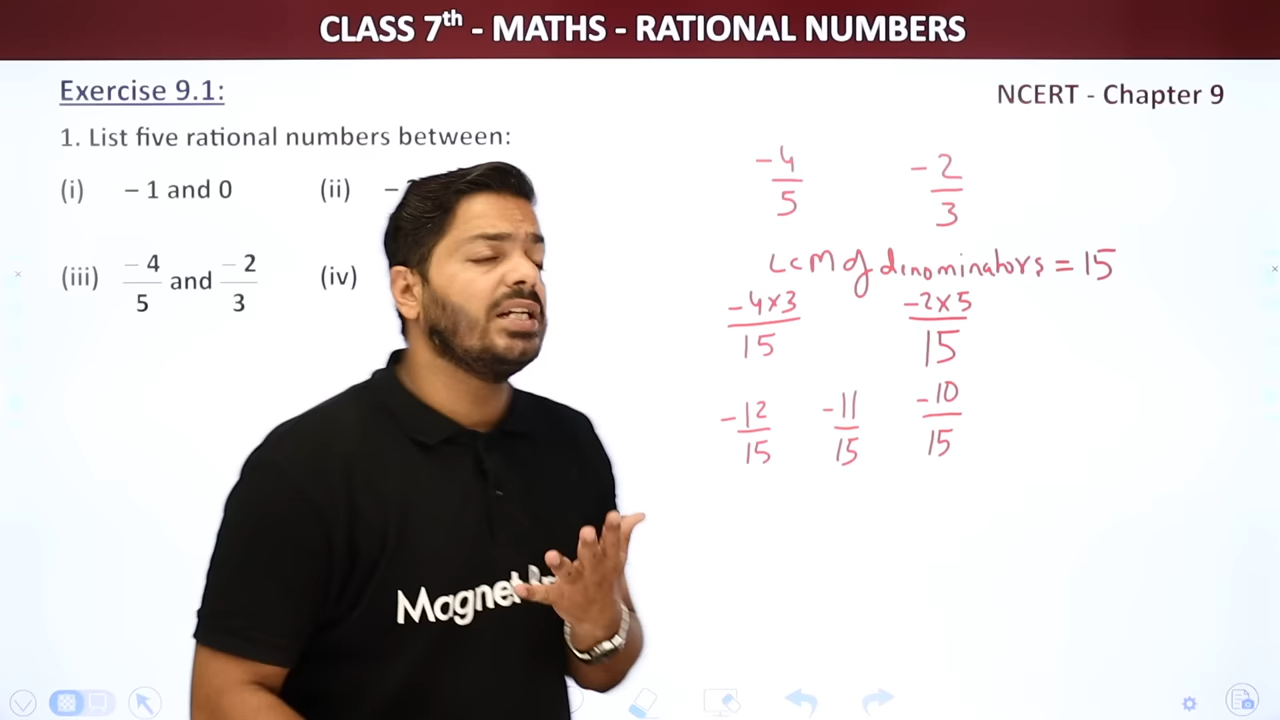 CLASS 7th - MATHS - RATIONAL NUMBERS
Exercise 9.1:
NCERT - Chapter 9
1. List five rational numbers between:
(i) – 1 and 0 (ii) –
(iii) – 4/5 and – 2/3 (iv)
-4/5 -2/3
LCM of denominators = 15
-4×3/15 -2×5/15
-12/15 -11/15 -10/15
Magnet